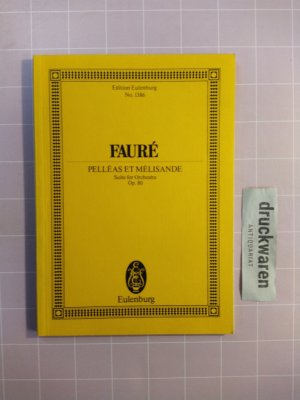 Edition Eulenburg
No. 1386
FAURÉ
PELLÉAS ET MÉLISANDE
Suite for Orchestra
Op. 80
Eulenburg
druckwaren
ANTIQUARIAT